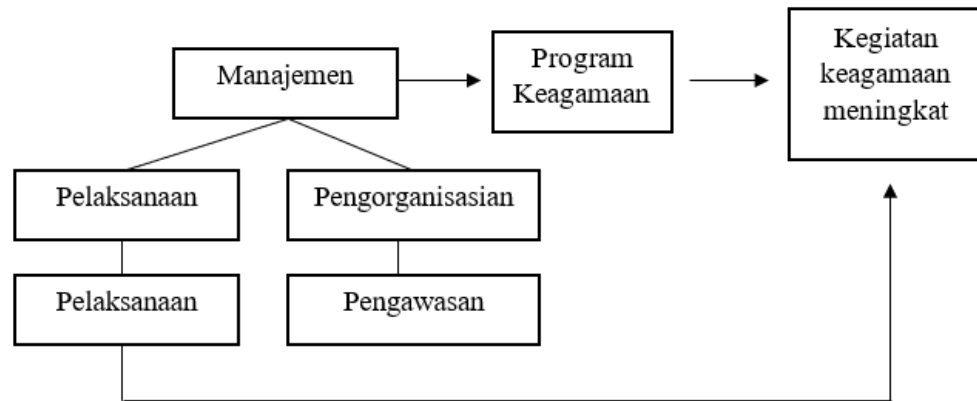 Manajemen
Program
Keagamaan
Kegiatan
keagamaan
meningkat
Pelaksanaan
Pengorganisasian
Pelaksanaan
Pengawasan